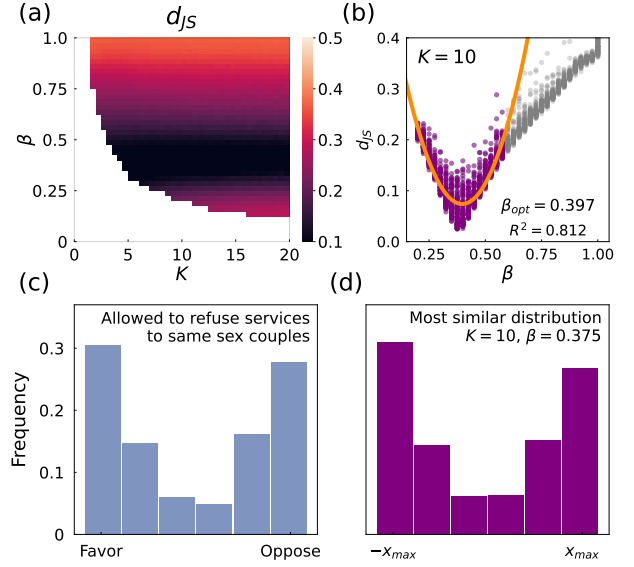 (a)
d_JS
1.0
0.75
0.50
0.25
0
β
0
5
10
15
20
K
0.5
0.4
0.3
0.2
0.1
(b)
K = 10
0.4
0.3
0.2
0.1
0
d_JS
β_opt = 0.397
R² = 0.812
0.25
0.50
0.75
1.00
β
(c)
Allowed to refuse services
to same sex couples
0.3
0.2
0.1
0
Frequency
Favor
Oppose
(d)
Most similar distribution
K = 10, β = 0.375
−x_max
x_max